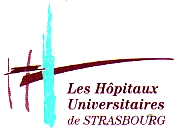 Les Hôpitaux
Universitaires
de STRASBOURG